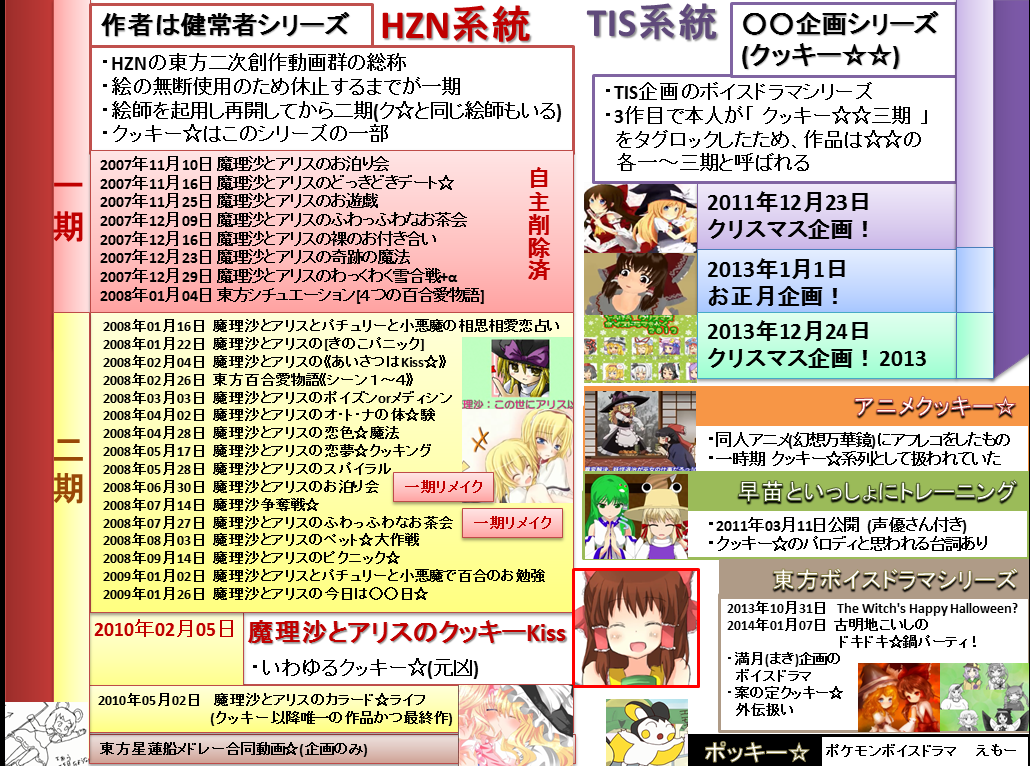 作者は健常者シリーズ
HZN系統
・HZNの東方二次創作動画群の総称
・絵の無断使用のため休止するまでが一期
・絵師を起用し再開してから二期(ク☆と同じ絵師もいる)
・クッキー☆はこのシリーズの一部
一期
2007年11月10日 魔理沙とアリスのお泊り会
2007年11月16日 魔理沙とアリスのどっきどきデート☆
2007年11月25日 魔理沙とアリスのお遊戯
2007年12月09日 魔理沙とアリスのふわっふわなお茶会
2007年12月16日 魔理沙とアリスの裸のお付き合い
2007年12月23日 魔理沙とアリスの奇跡の魔法
2007年12月29日 魔理沙とアリスのわっくわく雪合戦+α
2008年01月04日 東方シチュエーション[4つの百合愛物語]
自主削除済
二期
2008年01月16日 魔理沙とアリスとパチュリーと小悪魔の相思相愛恋占い
2008年01月22日 魔理沙とアリスの[きのこパニック]
2008年02月04日 魔理沙とアリスの《あいさつはKiss☆》
2008年02月26日 東方百合愛物語《シーン1～4》
2008年03月03日 魔理沙とアリスのポイズンorメディシン
2008年04月02日 魔理沙とアリスのオ・ト・ナの体☆験
2008年04月28日 魔理沙とアリスの恋色☆魔法
2008年05月17日 魔理沙とアリスの恋夢☆クッキング
2008年05月28日 魔理沙とアリスのスパイラル
2008年06月30日 魔理沙とアリスのお泊り会
一期リメイク
2008年07月14日 魔理沙争奪戦☆
2008年07月27日 魔理沙とアリスのふわっふわなお茶会
一期リメイク
2008年08月03日 魔理沙とアリスのペット☆大作戦
2008年09月14日 魔理沙とアリスのピクニック☆
2009年01月02日 魔理沙とアリスとパチュリーと小悪魔で百合のお勉強
2009年01月26日 魔理沙とアリスの今日は〇〇日☆
理沙：この世にアリス以
2010年02月05日 魔理沙とアリスのクッキーKiss
・いわゆるクッキー☆(元凶)
2010年05月02日 魔理沙とアリスのカラード☆ライフ
(クッキー以降唯一の作品かつ最終作)
東方星蓮船メドレー合同動画☆(企画のみ)
TIS系統
〇〇企画シリーズ
(クッキー☆☆)
・TIS企画のボイスドラマシリーズ
・3作目で本人が「 クッキー☆☆三期 」
をタグロックしたため、作品は☆☆の
各一～三期と呼ばれる
2011年12月23日
クリスマス企画！
2013年1月1日
お正月企画！
2013年12月24日
クリスマス企画！2013
アニメクッキー☆
・同人アニメ(幻想万華鏡)にアフレコをしたもの
・一時期 クッキー☆系列として扱われていた
早苗といっしょにトレーニング
・2011年03月11日公開 (声優さん付き)
・クッキー☆のパロディと思われる台詞あり
東方ボイスドラマシリーズ
2013年10月31日 The Witch's Happy Halloween?
2014年01月07日 古明地こいしの
ドキドキ☆鍋パーティ！
・満月(まき)企画の
ボイスドラマ
・案の定クッキー☆
外伝扱い
ポッキー☆
ポケモンボイスドラマ えもー